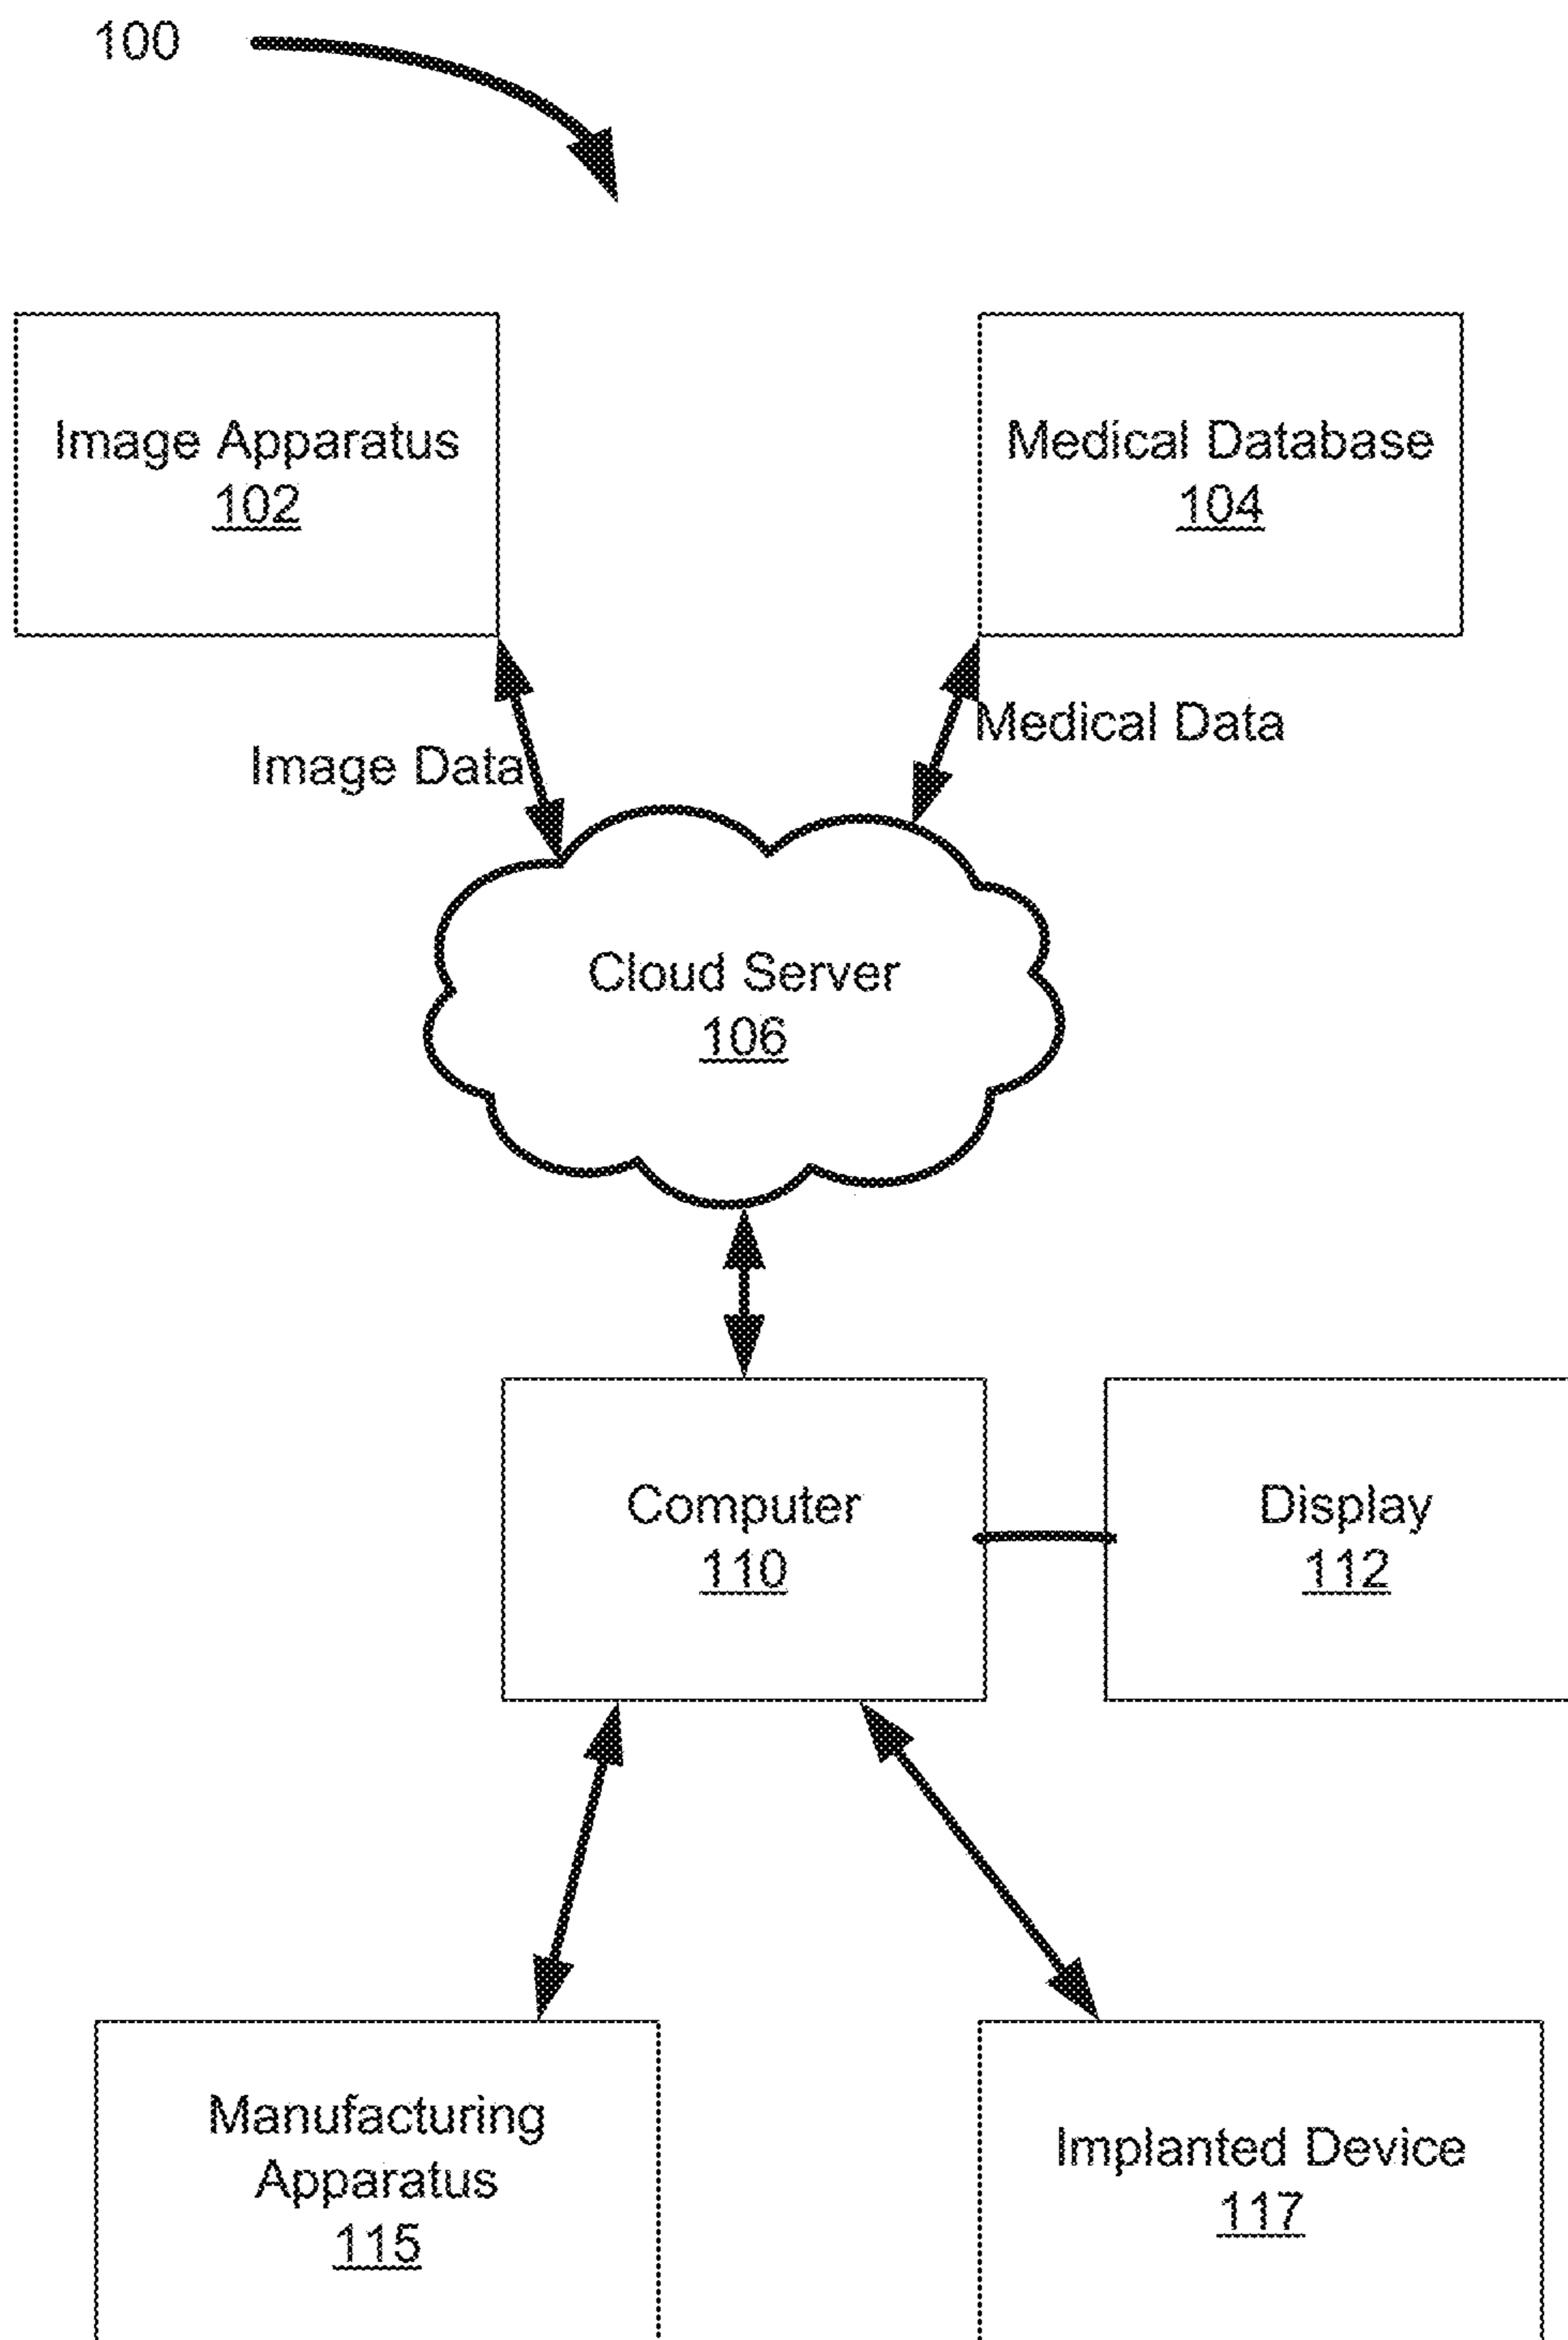 100
Image Apparatus
102
Medical Database
104
Image Data
Medical Data
Cloud Server
106
Computer
110
Display
112
Manufacturing
Apparatus
115
Implanted Device
117